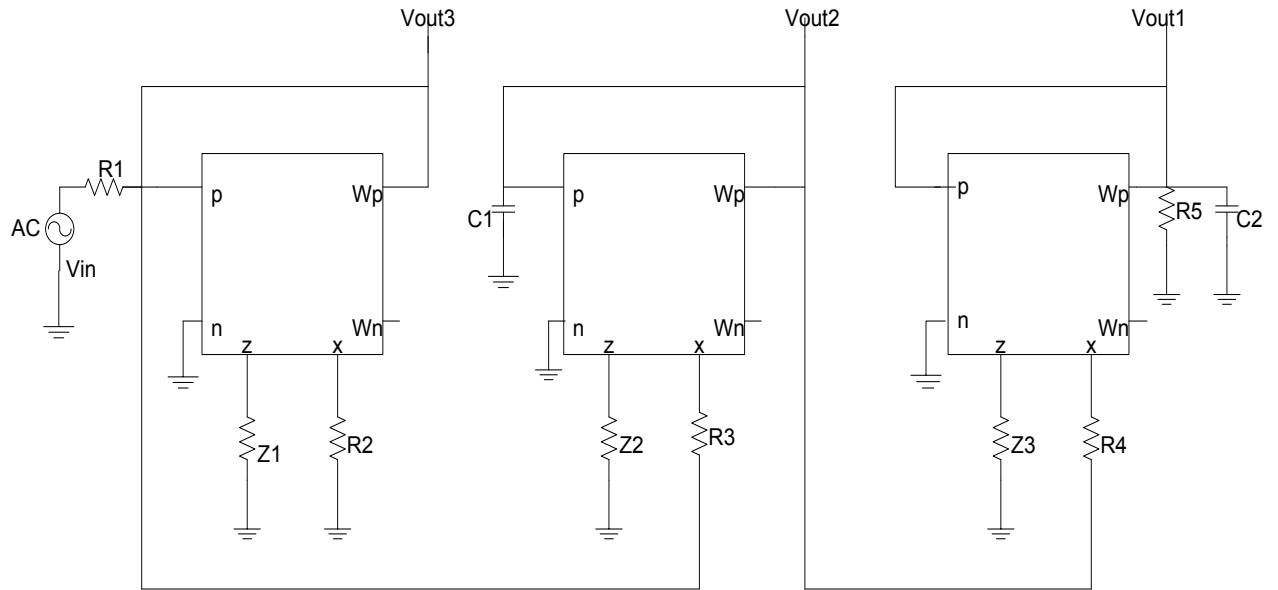 Vout3
Vout2
Vout1
R1
p
Wp
p
Wp
p
Wp
AC
Vin
C1
R5
C2
n
Wn
n
Wn
n
Wn
z
x
z
x
z
x
Z1
R2
Z2
R3
Z3
R4